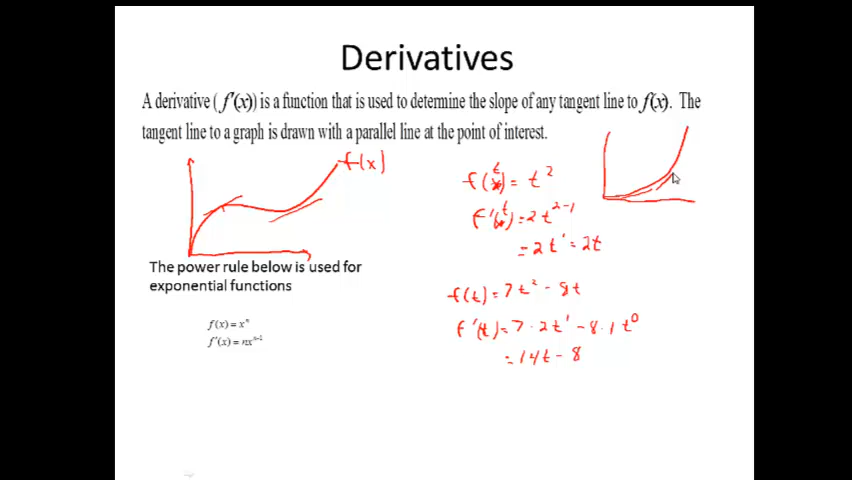 Derivatives
A derivative ( f'(x)) is a function that is used to determine the slope of any tangent line to f(x). The
tangent line to a graph is drawn with a parallel line at the point of interest.
f(x)
f(t) = t²
f'(t) = 2t²⁻¹
= 2t' = 2t
The power rule below is used for
exponential functions
f(t) = 7t² - 8t
f(x) = xⁿ
f'(t) = 7 · 2t' - 8 · 1t⁰
f'(x) = nxⁿ⁻¹
= 14t - 8